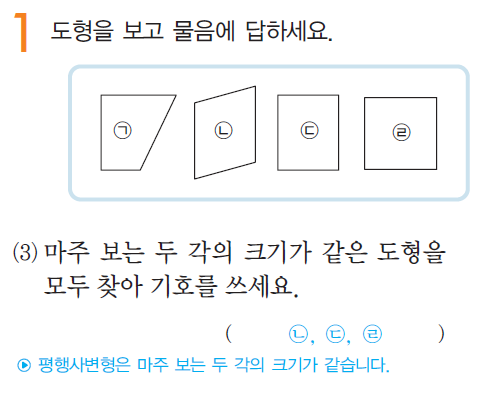 1 도형을 보고 물음에 답하세요.
㉠ ㉡ ㉢ ㉣
(3) 마주 보는 두 각의 크기가 같은 도형을
모두 찾아 기호를 쓰세요.
( ㉡, ㉢, ㉣ )
▷ 평행사변형은 마주 보는 두 각의 크기가 같습니다.